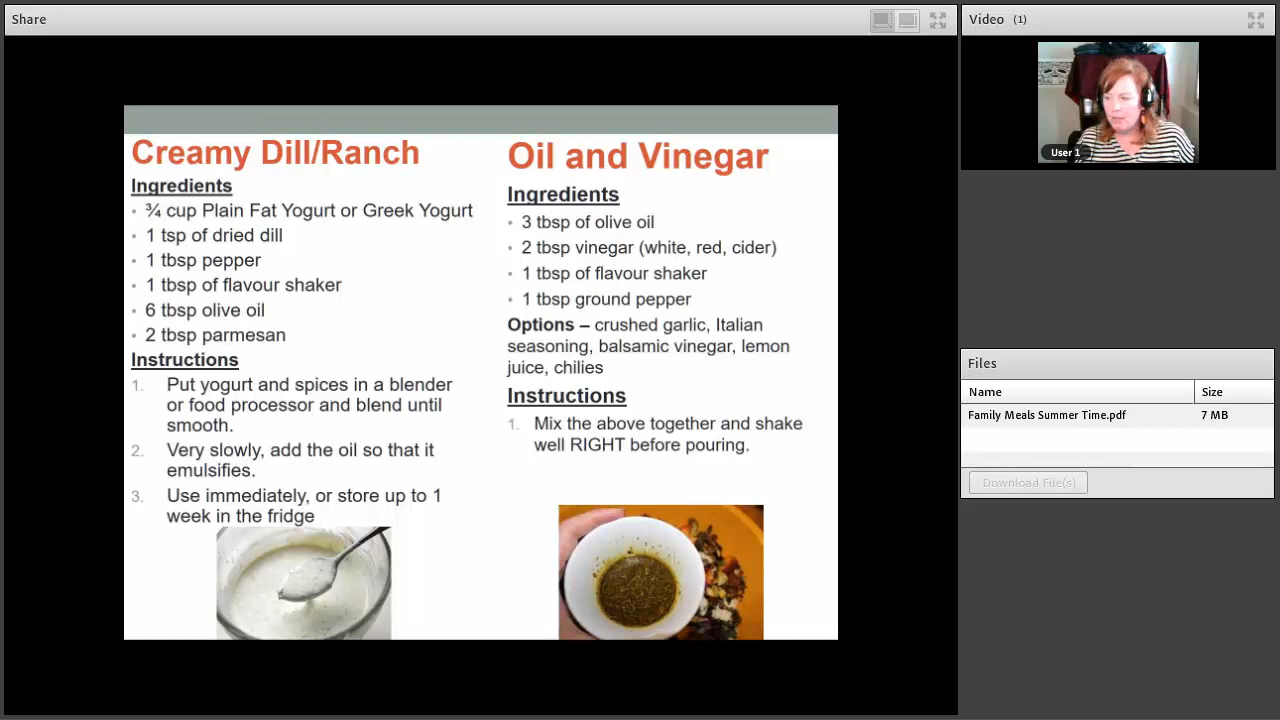 Share
Video (1)
User 1
Creamy Dill/Ranch
Ingredients
• ¾ cup Plain Fat Yogurt or Greek Yogurt
• 1 tsp of dried dill
• 1 tbsp pepper
• 1 tbsp of flavour shaker
• 6 tbsp olive oil
• 2 tbsp parmesan
Instructions
1. Put yogurt and spices in a blender
or food processor and blend until
smooth.
2. Very slowly, add the oil so that it
emulsifies.
3. Use immediately, or store up to 1
week in the fridge
Oil and Vinegar
Ingredients
• 3 tbsp of olive oil
• 2 tbsp vinegar (white, red, cider)
• 1 tbsp of flavour shaker
• 1 tbsp ground pepper
Options – crushed garlic, Italian
seasoning, balsamic vinegar, lemon
juice, chilies
Instructions
1. Mix the above together and shake
well RIGHT before pouring.
Files
Name Size
Family Meals Summer Time.pdf 7 MB
Download File(s)